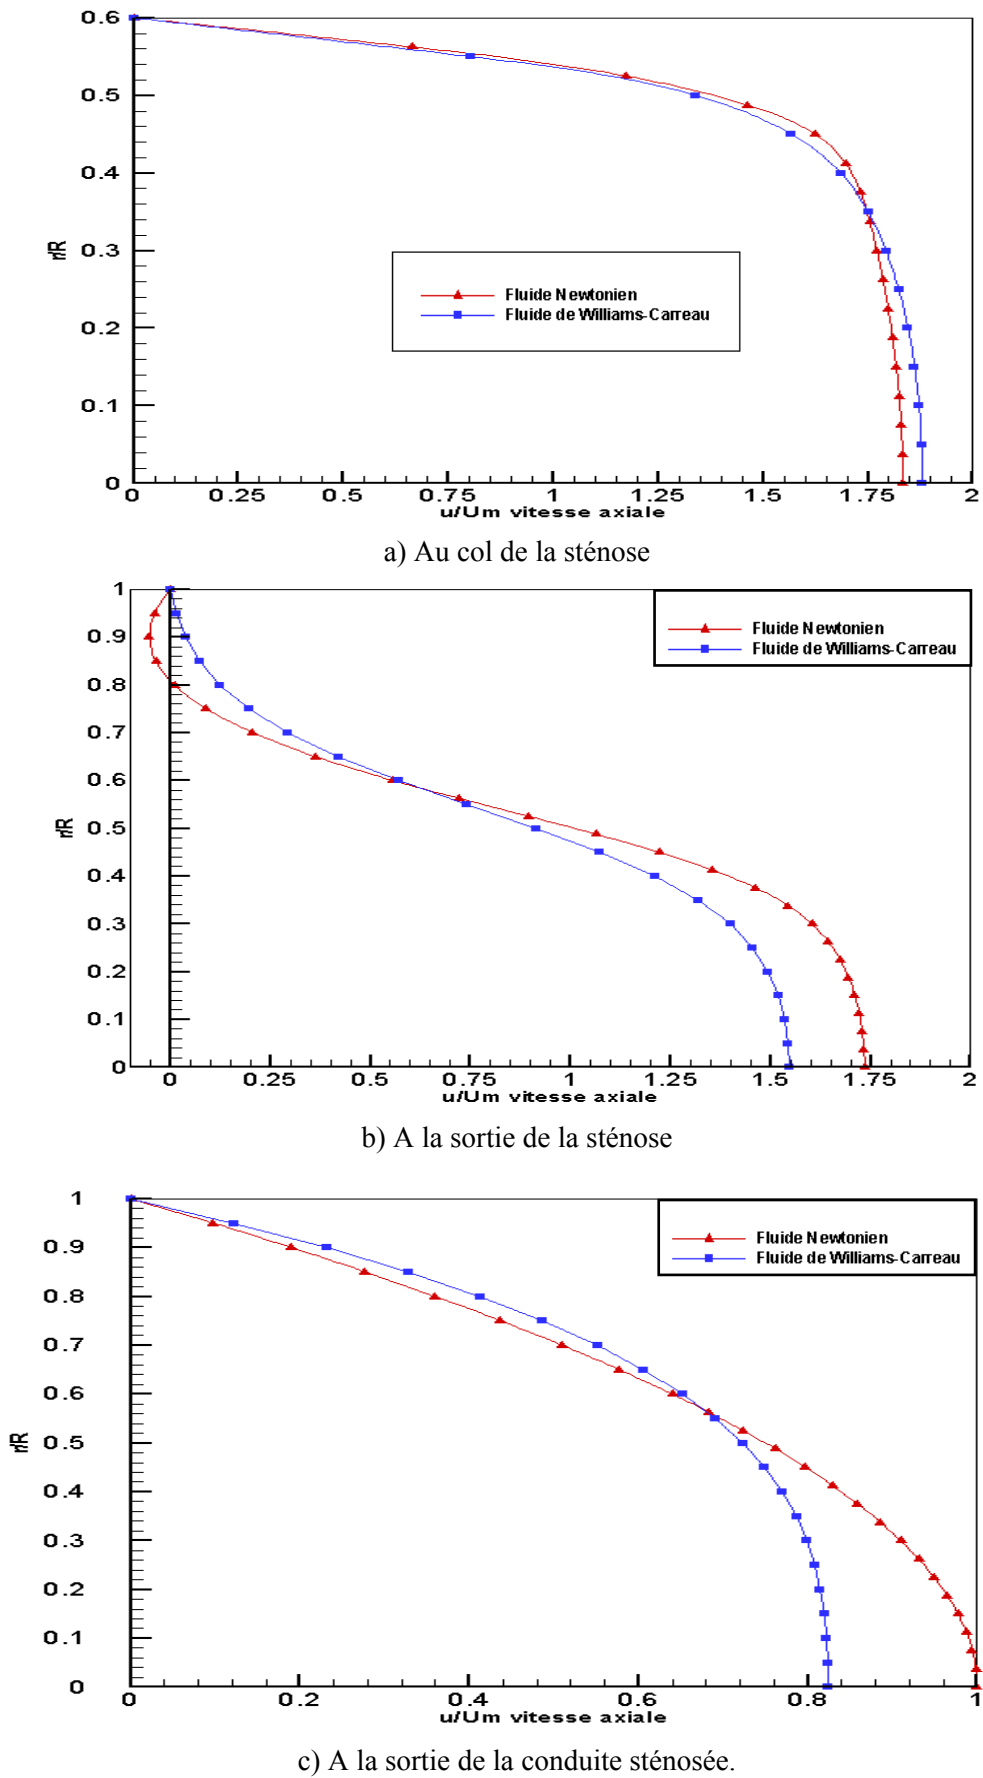 0.6
0.5
0.4
0.3
0.2
0.1
0
r/R
Fluide Newtonien
Fluide de Williams-Carreau
0 0.25 0.5 0.75 1 1.25 1.5 1.75 2
u/Um vitesse axiale
a) Au col de la sténose
1
0.9
0.8
0.7
0.6
0.5
0.4
0.3
0.2
0.1
0
r/R
Fluide Newtonien
Fluide de Williams-Carreau
0 0.25 0.5 0.75 1 1.25 1.5 1.75 2
u/Um vitesse axiale
b) A la sortie de la sténose
1
0.9
0.8
0.7
0.6
0.5
0.4
0.3
0.2
0.1
0
r/R
Fluide Newtonien
Fluide de Williams-Carreau
0 0.2 0.4 0.6 0.8 1
u/Um vitesse axiale
c) A la sortie de la conduite sténosée.